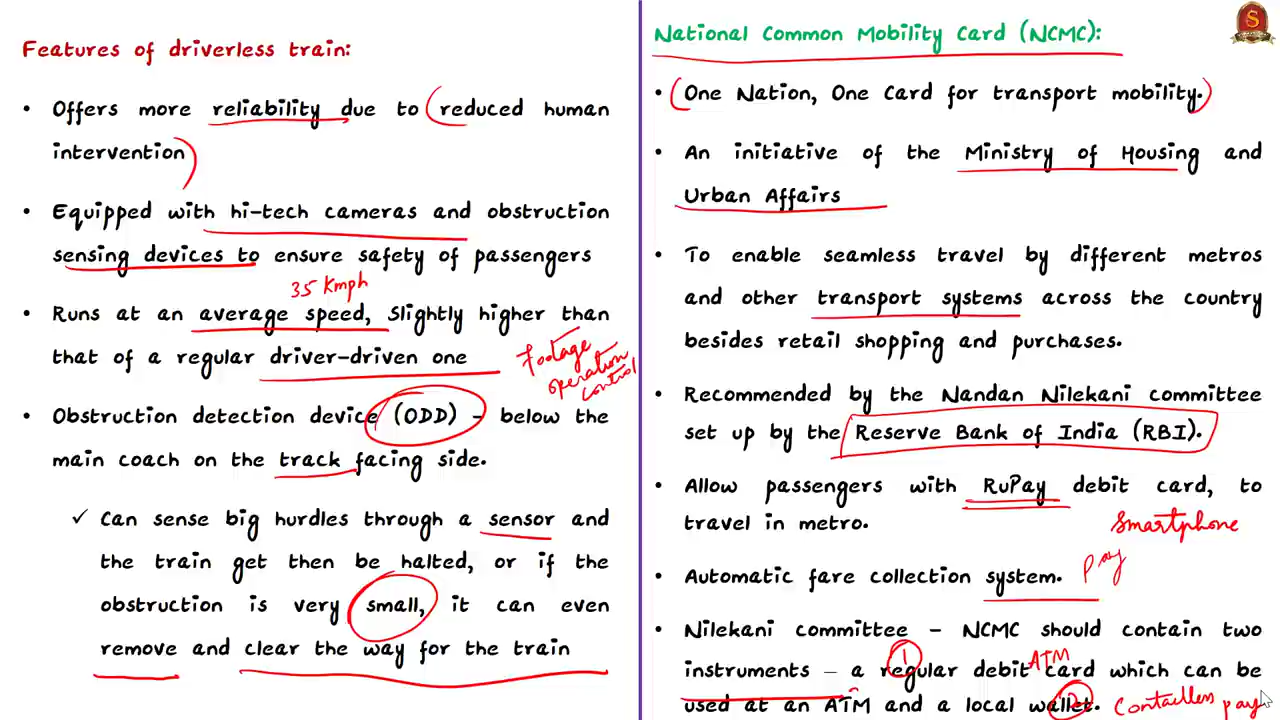 Features of driverless train:
• Offers more reliability due to (reduced human
intervention)
• Equipped with hi-tech cameras and obstruction
sensing devices to ensure safety of passengers
35 Kmph
• Runs at an average speed, slightly higher than
that of a regular driver-driven one
Footage
operation
control
• Obstruction detection device (ODD) - below the
main coach on the track facing side.
✓ Can sense big hurdles through a sensor and
the train get then be halted, or if the
obstruction is very small, it can even
remove and clear the way for the train
National Common Mobility Card (NCMC):
• (One Nation, One Card for transport mobility.)
• An initiative of the Ministry of Housing and
Urban Affairs
• To enable seamless travel by different metros
and other transport systems across the country
besides retail shopping and purchases.
• Recommended by the Nandan Nilekani committee
set up by the Reserve Bank of India (RBI).
• Allow passengers with RuPay debit card, to
travel in metro.
Smartphone
pay
• Automatic fare collection system.
• Nilekani committee - NCMC should contain two
1 ATM
instruments - a regular debit card which can be
used at an ATM and a local wallet.
2 Contactless pay
S